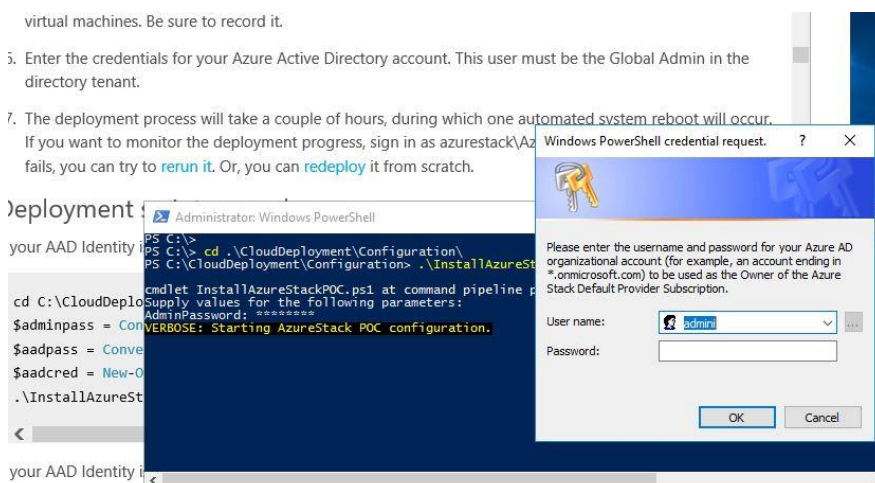 virtual machines. Be sure to record it.
6. Enter the credentials for your Azure Active Directory account. This user must be the Global Admin in the
directory tenant.
7. The deployment process will take a couple of hours, during which one automated system reboot will occur.
If you want to monitor the deployment progress, sign in as azurestack\Az
fails, you can try to rerun it. Or, you can redeploy it from scratch.
Deployment
your AAD Identity i
cd C:\CloudDeplo
$adminpass = Con
$aadpass = Conve
$aadcred = New-O
.\InstallAzureSt
your AAD Identity i
Administrator: Windows PowerShell
PS C:\>
PS C:\> cd .\CloudDeployment\Configuration\
PS C:\CloudDeployment\Configuration> .\InstallAzureSt
cmdlet InstallAzureStackPOC.ps1 at command pipeline p
Supply values for the following parameters:
AdminPassword: ********
VERBOSE: Starting AzureStack POC configuration.
Windows PowerShell credential request. ?
Please enter the username and password for your Azure AD
organizational account (for example, an account ending in
*.onmicrosoft.com) to be used as the Owner of the Azure
Stack Default Provider Subscription.
User name: admini
...
Password:
OK Cancel